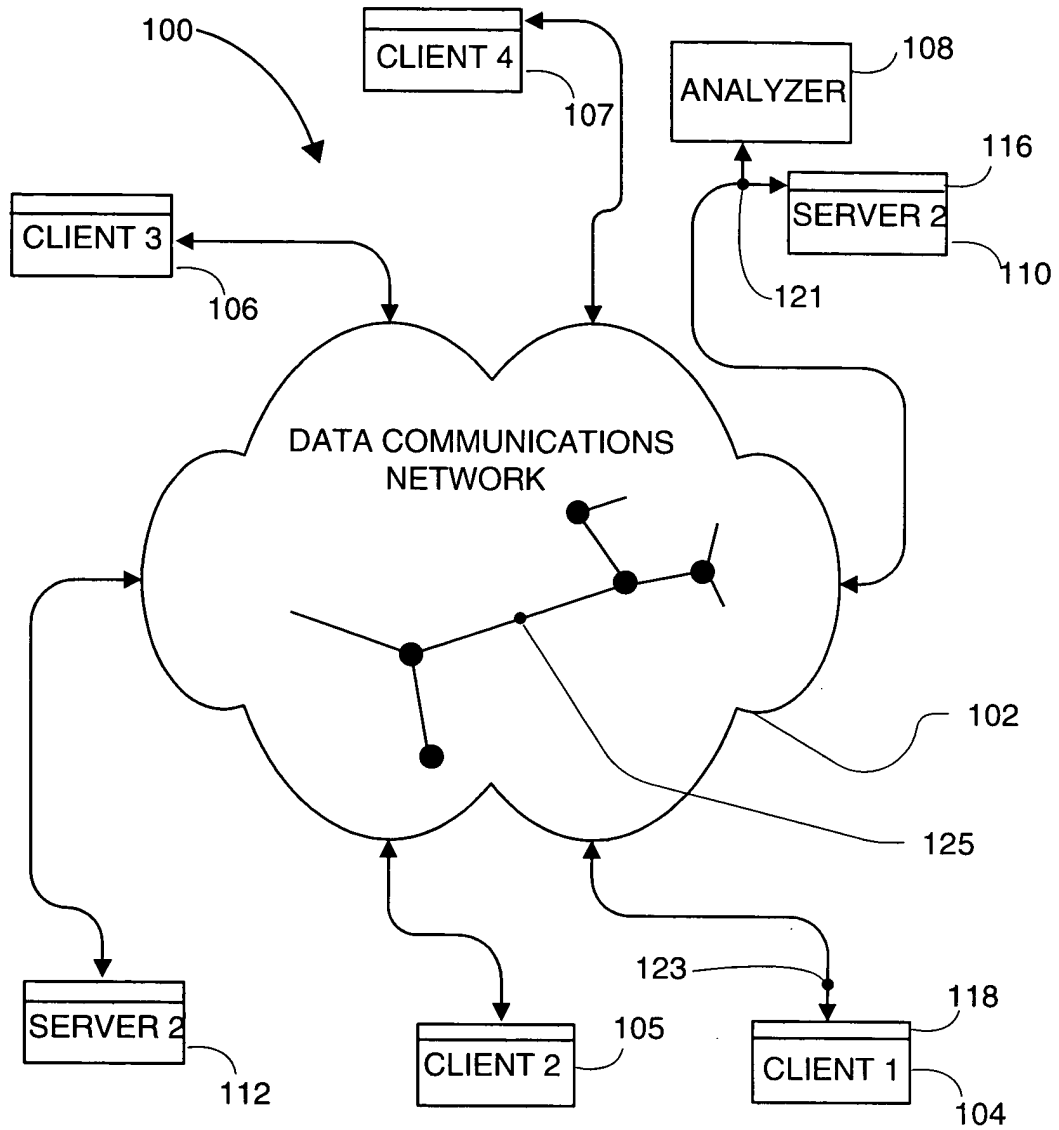 100
CLIENT 4
107
108
ANALYZER
116
SERVER 2
110
121
CLIENT 3
106
DATA COMMUNICATIONS
NETWORK
102
125
123
118
CLIENT 1
104
105
CLIENT 2
SERVER 2
112